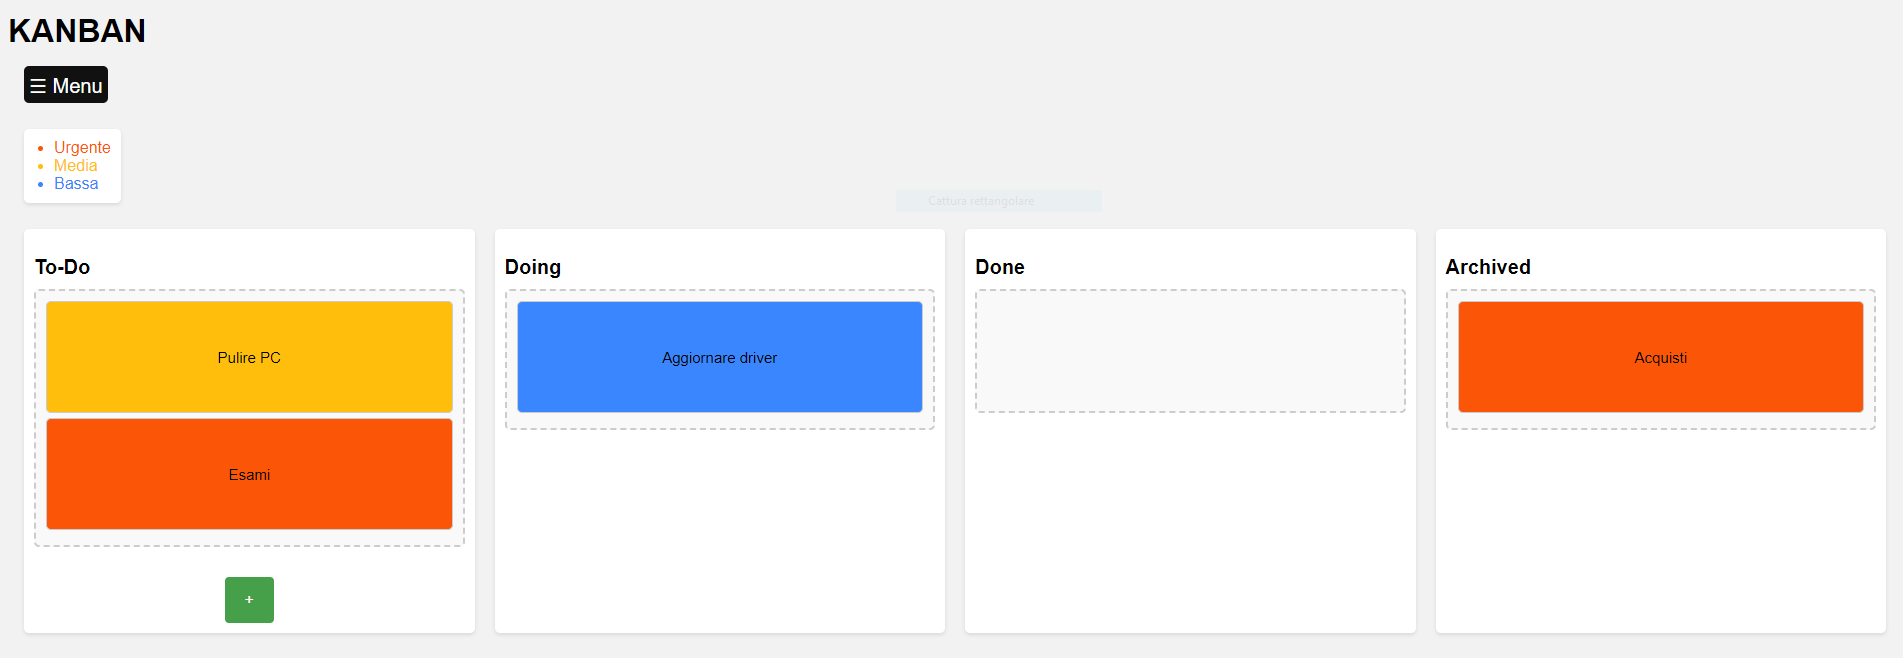 KANBAN
☰ Menu
Urgente
Media
Bassa
Cattura rettangolare
To-Do
Pulire PC
Esami
+
Doing
Aggiornare driver
Done
Archived
Acquisti